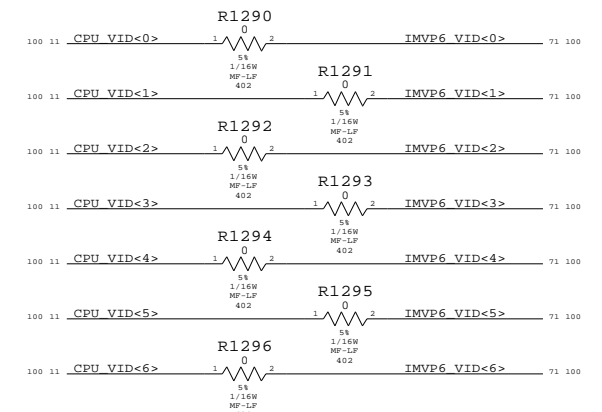 R1290
0
100 11 CPU_VID<0> 1 2 IMVP6_VID<0> 71 100
5%
1/16W
MF-LF
402
R1291
0
100 11 CPU_VID<1> 1 2 IMVP6_VID<1> 71 100
5%
1/16W
MF-LF
402
R1292
0
100 11 CPU_VID<2> 1 2 IMVP6_VID<2> 71 100
5%
1/16W
MF-LF
402
R1293
0
100 11 CPU_VID<3> 1 2 IMVP6_VID<3> 71 100
5%
1/16W
MF-LF
402
R1294
0
100 11 CPU_VID<4> 1 2 IMVP6_VID<4> 71 100
5%
1/16W
MF-LF
402
R1295
0
100 11 CPU_VID<5> 1 2 IMVP6_VID<5> 71 100
5%
1/16W
MF-LF
402
R1296
0
100 11 CPU_VID<6> 1 2 IMVP6_VID<6> 71 100
5%
1/16W
MF-LF